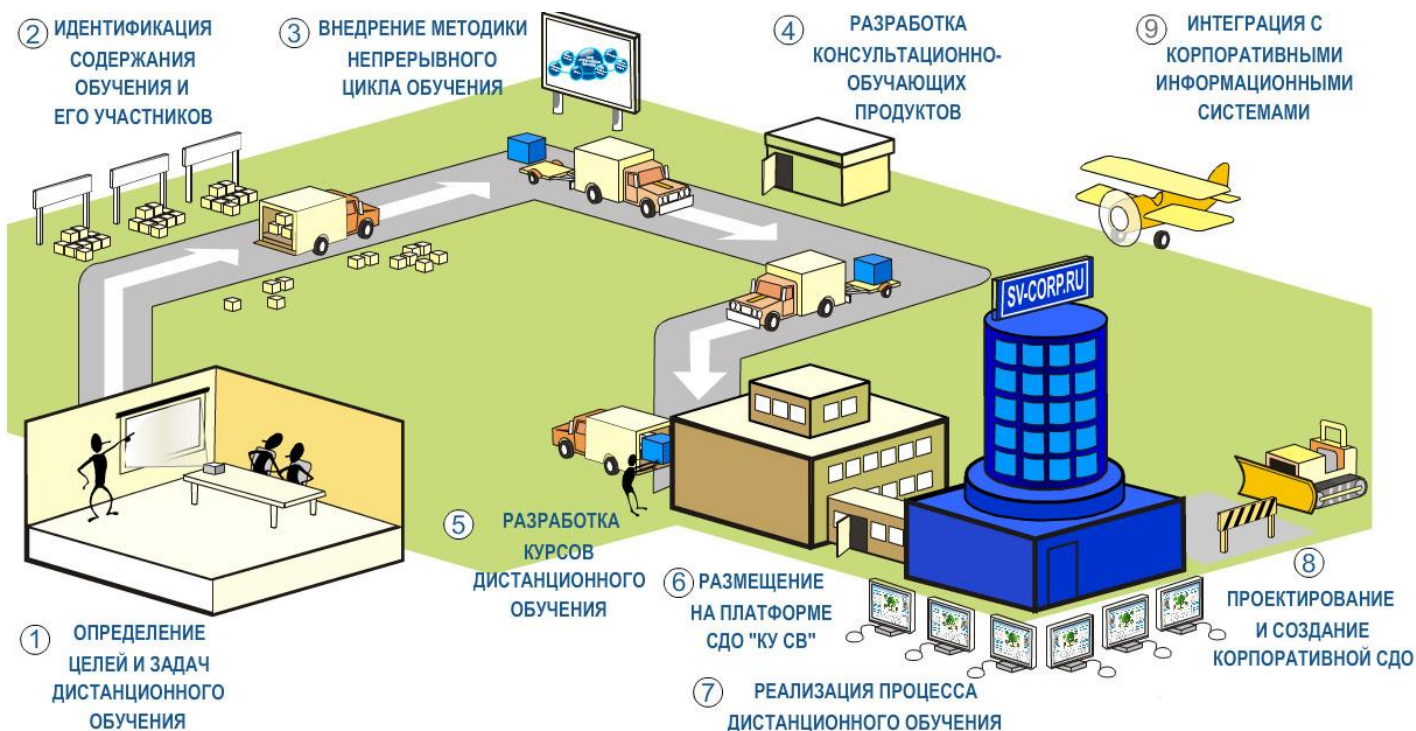 ② ИДЕНТИФИКАЦИЯ
СОДЕРЖАНИЯ
ОБУЧЕНИЯ И
ЕГО УЧАСТНИКОВ
③ ВНЕДРЕНИЕ МЕТОДИКИ
НЕПРЕРЫВНОГО
ЦИКЛА ОБУЧЕНИЯ
④ РАЗРАБОТКА
КОНСУЛЬТАЦИОННО-
ОБУЧАЮЩИХ
ПРОДУКТОВ
⑨ ИНТЕГРАЦИЯ С
КОРПОРАТИВНЫМИ
ИНФОРМАЦИОННЫМИ
СИСТЕМАМИ
SV-CORP.RU
① ОПРЕДЕЛЕНИЕ
ЦЕЛЕЙ И ЗАДАЧ
ДИСТАНЦИОННОГО
ОБУЧЕНИЯ
⑤ РАЗРАБОТКА
КУРСОВ
ДИСТАНЦИОННОГО
ОБУЧЕНИЯ
⑥ РАЗМЕЩЕНИЕ
НА ПЛАТФОРМЕ
СДО "КУ СВ"
⑦ РЕАЛИЗАЦИЯ ПРОЦЕССА
ДИСТАНЦИОННОГО ОБУЧЕНИЯ
⑧
ПРОЕКТИРОВАНИЕ
И СОЗДАНИЕ
КОРПОРАТИВНОЙ СДО